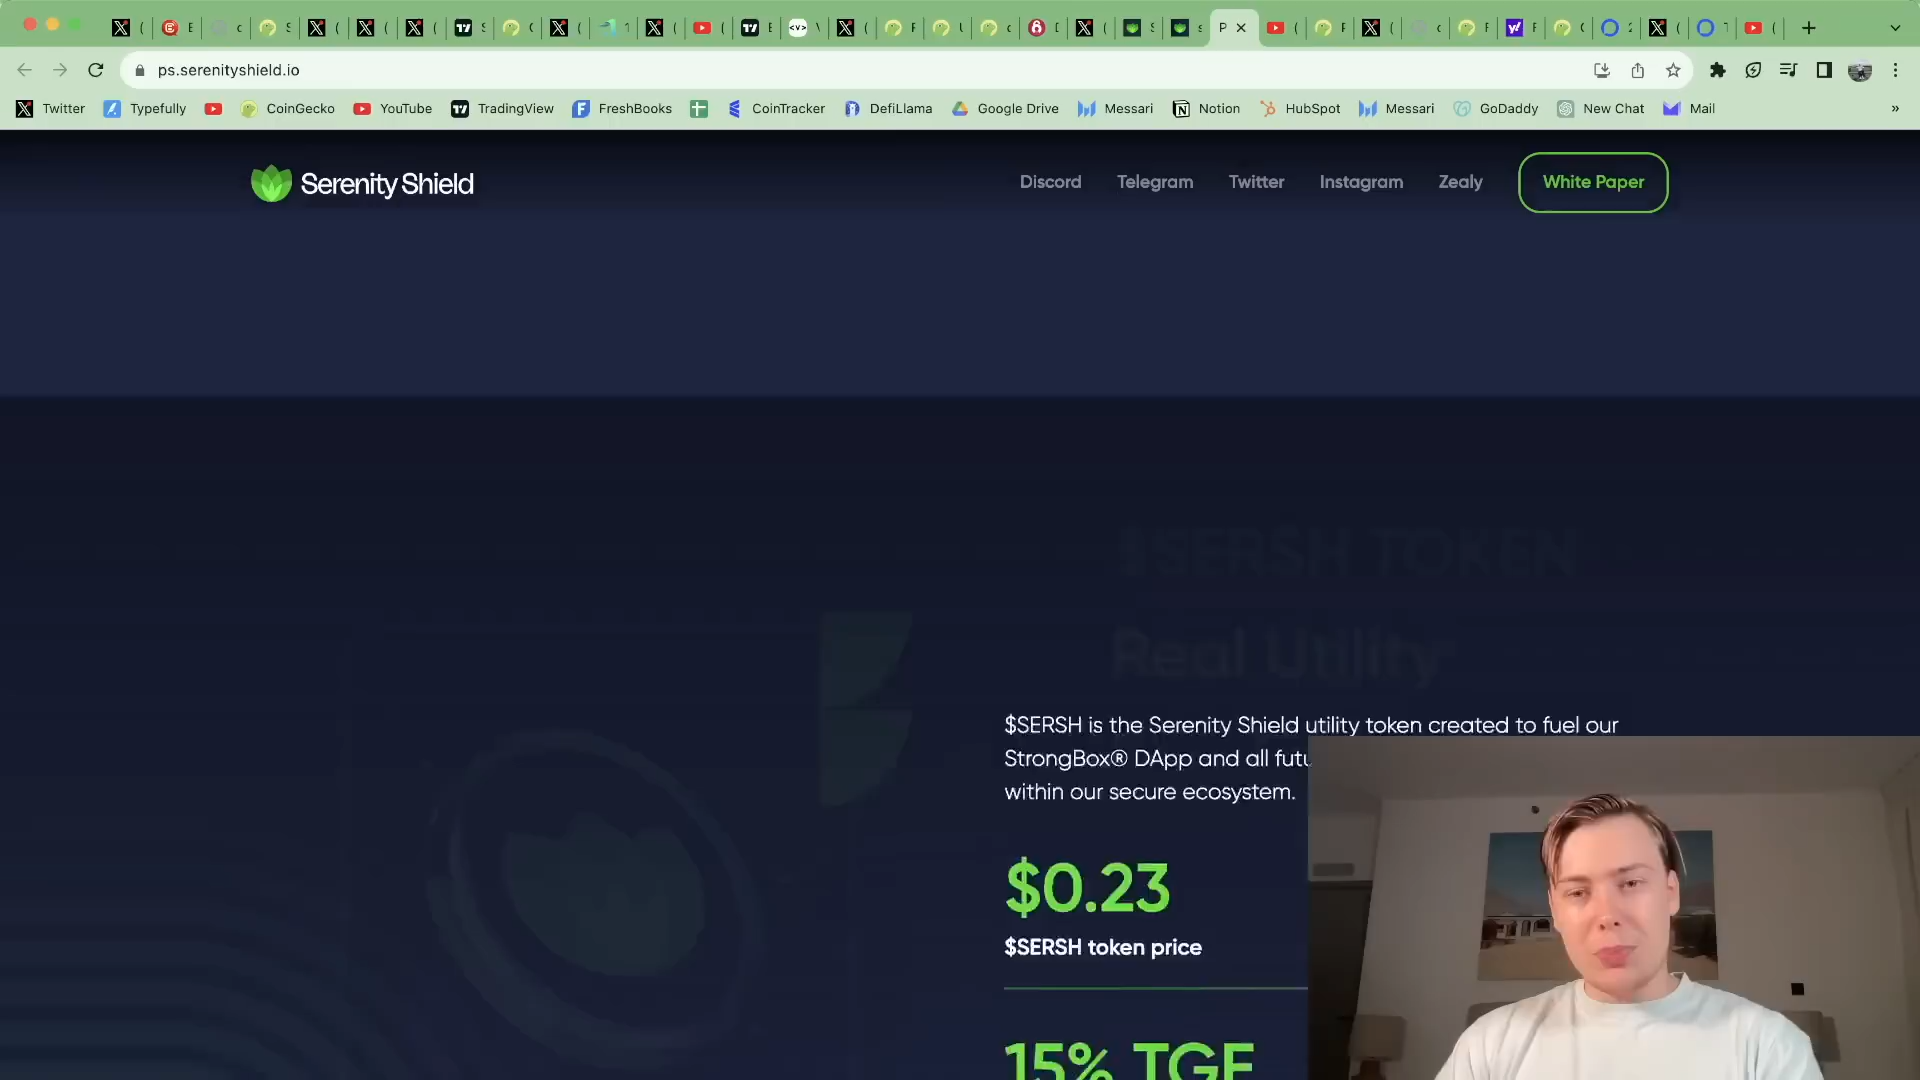 ps.serenityshield.io
Twitter Typefully CoinGecko YouTube TradingView FreshBooks CoinTracker DefiLlama Google Drive Messari Notion HubSpot Messari GoDaddy New Chat Mail »
Serenity Shield
Discord Telegram Twitter Instagram Zealy White Paper
$SERSH TOKEN
Real Utility
$SERSH is the Serenity Shield utility token created to fuel our
StrongBox® DApp and all
within our secure ecosystem.
$0.23
$SERSH token price
15% TGE